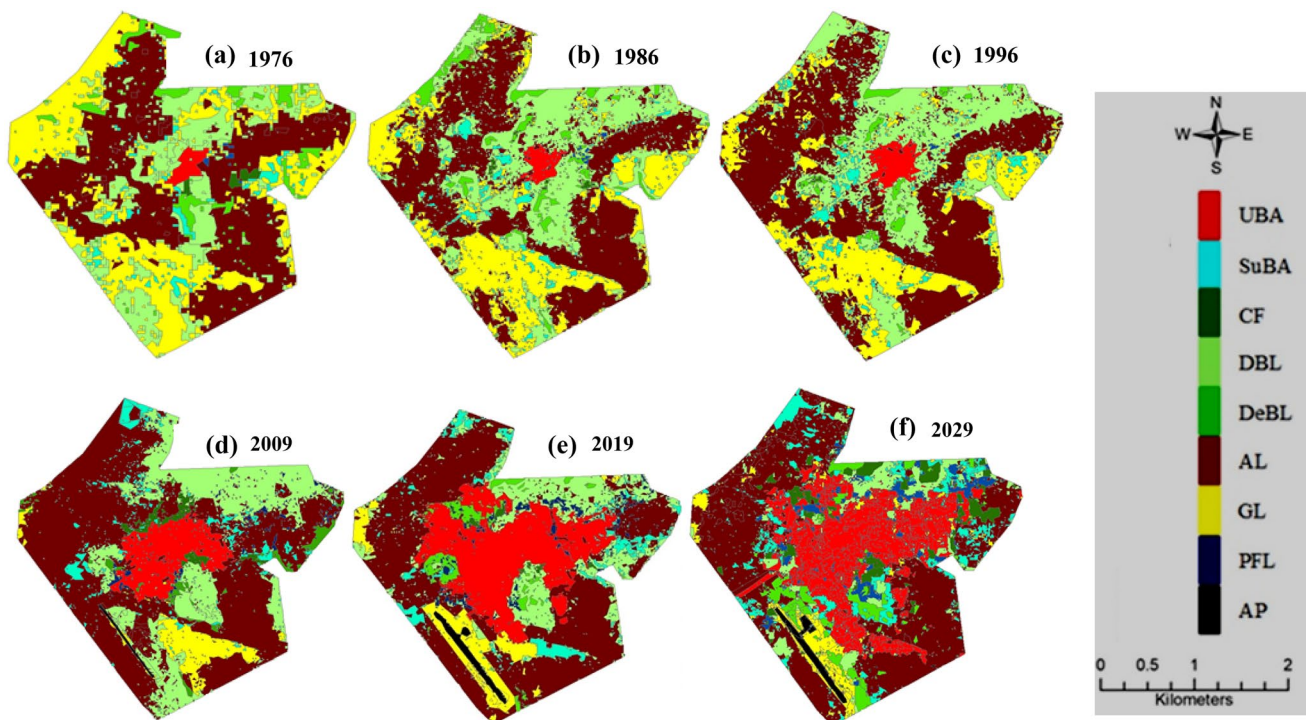 (a) 1976
(b) 1986
(c) 1996
(d) 2009
(e) 2019
(f) 2029
N
W E
S
UBA
SuBA
CF
DBL
DeBL
AL
GL
PFL
AP
0 0.5 1 2
Kilometers